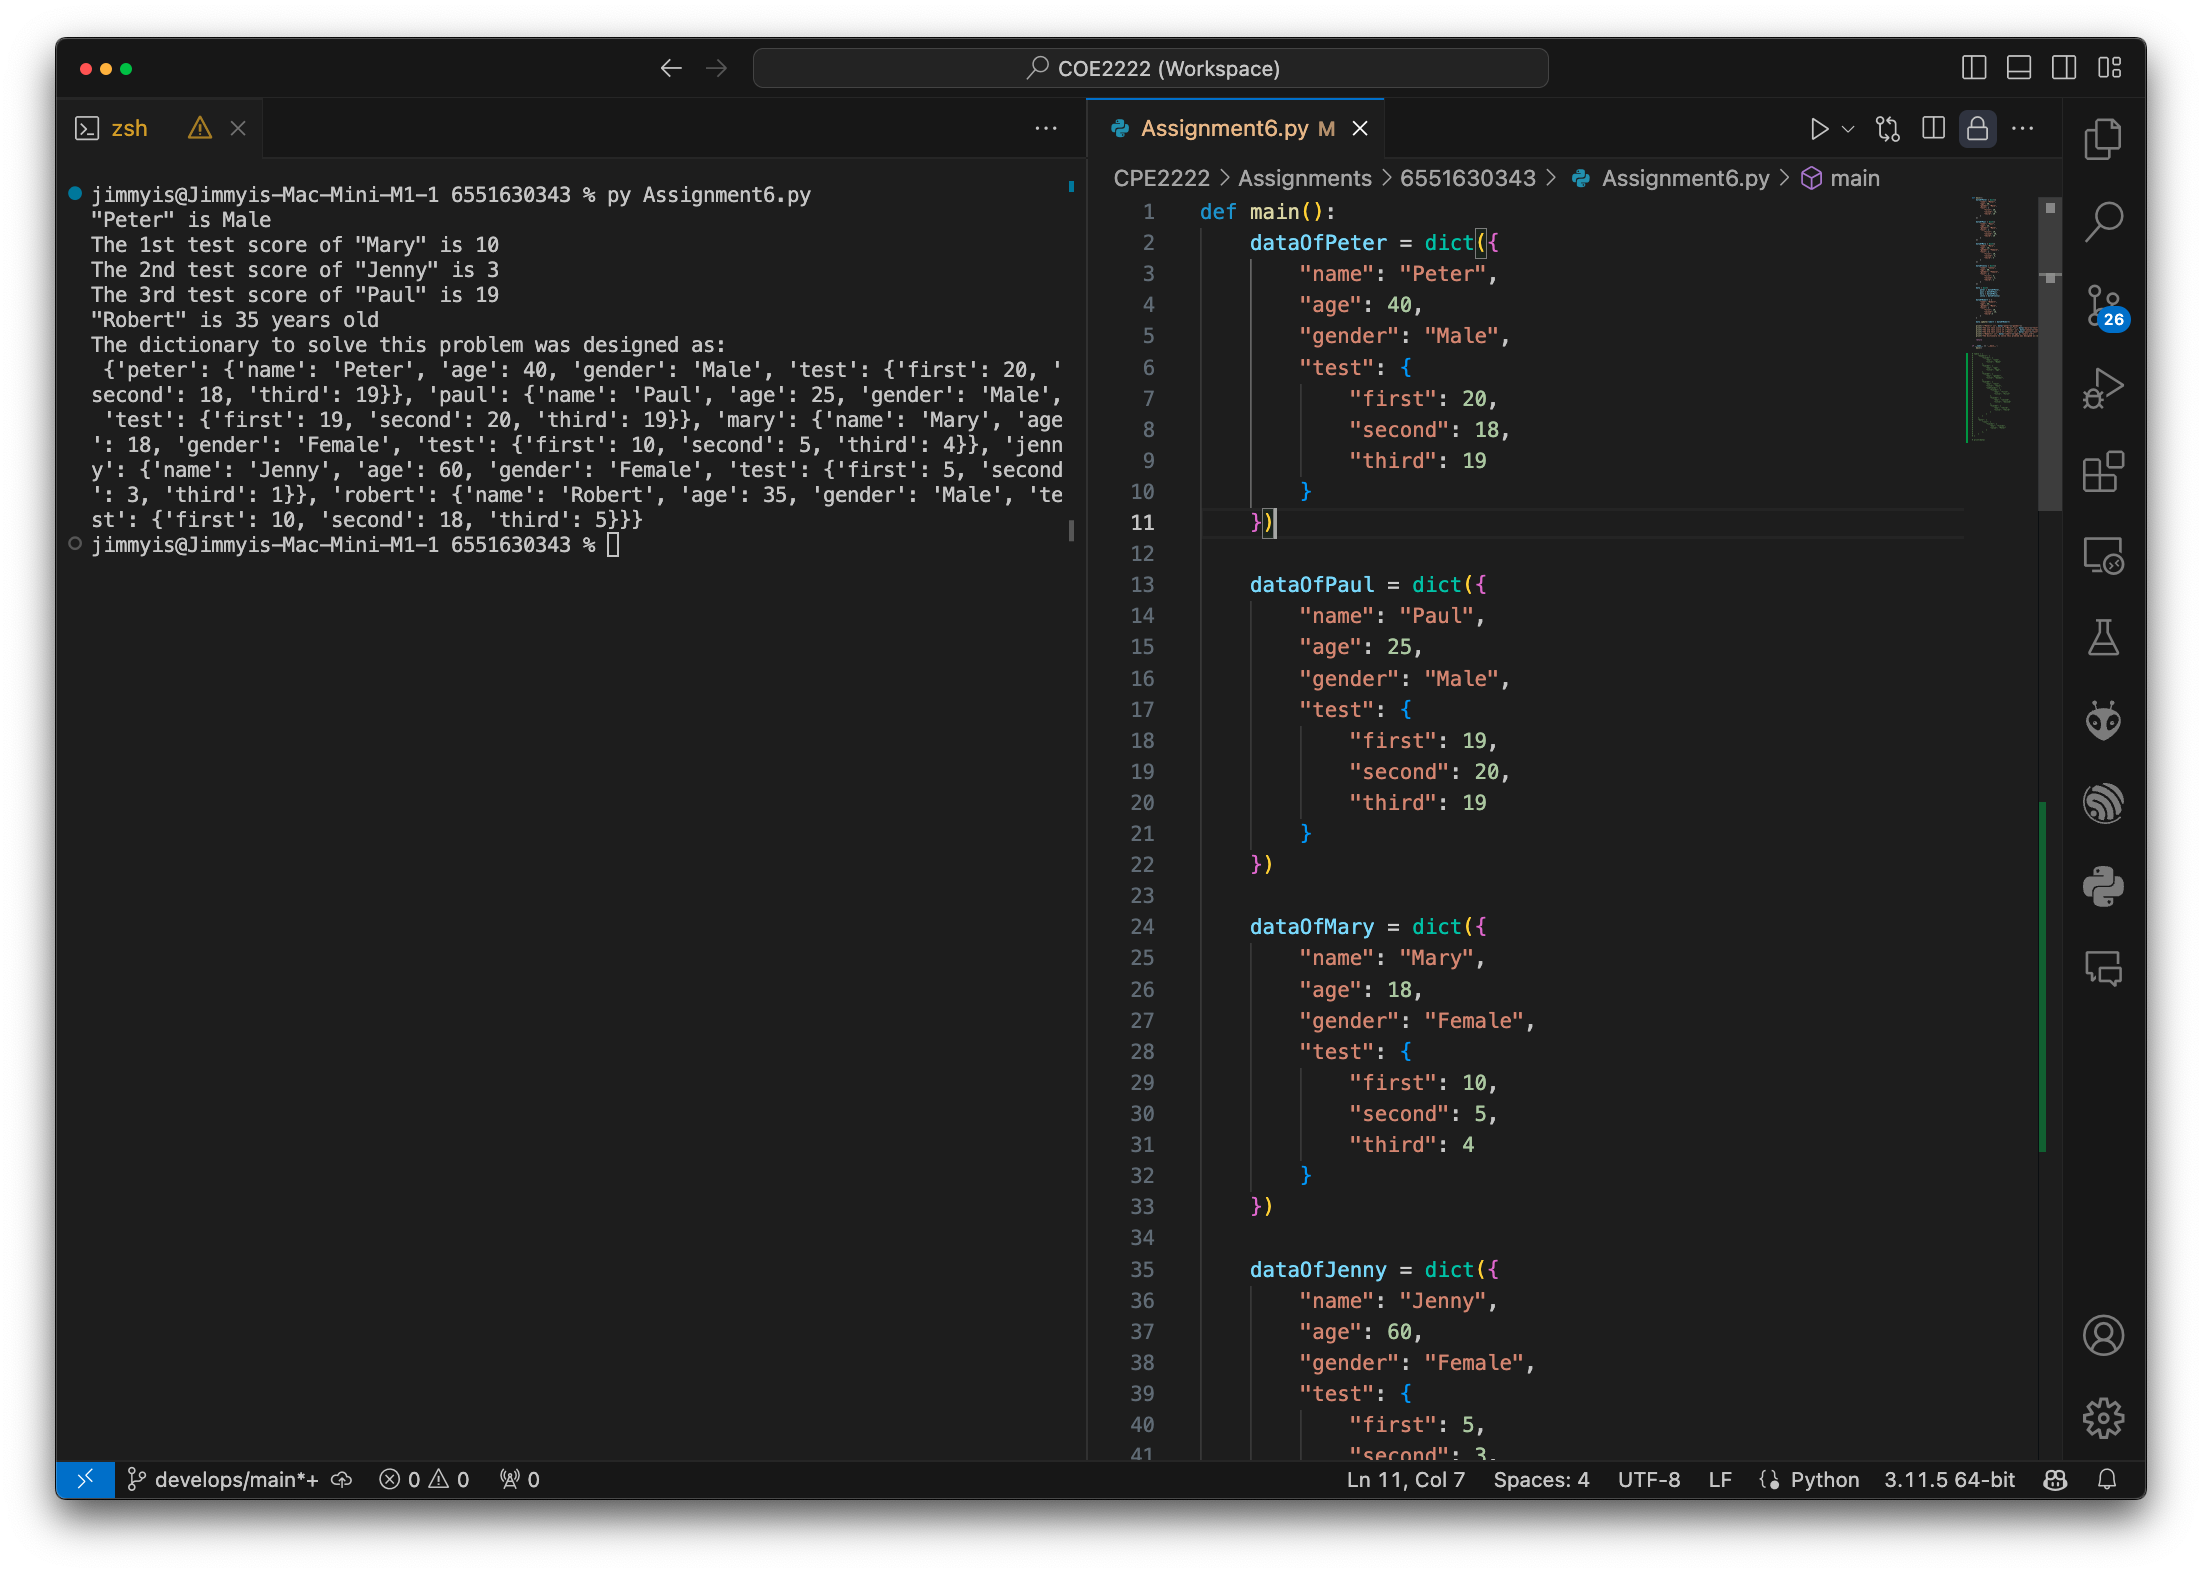 COE2222 (Workspace)
zsh
jimmyis@Jimmyis-Mac-Mini-M1-1 6551630343 % py Assignment6.py
"Peter" is Male
The 1st test score of "Mary" is 10
The 2nd test score of "Jenny" is 3
The 3rd test score of "Paul" is 19
"Robert" is 35 years old
The dictionary to solve this problem was designed as:
 {'peter': {'name': 'Peter', 'age': 40, 'gender': 'Male', 'test': {'first': 20, '
second': 18, 'third': 19}}, 'paul': {'name': 'Paul', 'age': 25, 'gender': 'Male',
 'test': {'first': 19, 'second': 20, 'third': 19}}, 'mary': {'name': 'Mary', 'age
': 18, 'gender': 'Female', 'test': {'first': 10, 'second': 5, 'third': 4}}, 'jenn
y': {'name': 'Jenny', 'age': 60, 'gender': 'Female', 'test': {'first': 5, 'second
': 3, 'third': 1}}, 'robert': {'name': 'Robert', 'age': 35, 'gender': 'Male', 'te
st': {'first': 10, 'second': 18, 'third': 5}}}
jimmyis@Jimmyis-Mac-Mini-M1-1 6551630343 %
Assignment6.py M
CPE2222 > Assignments > 6551630343 > Assignment6.py > main
1 def main():
2     dataOfPeter = dict({
3         "name": "Peter",
4         "age": 40,
5         "gender": "Male",
6         "test": {
7             "first": 20,
8             "second": 18,
9             "third": 19
10         }
11     })
12
13     dataOfPaul = dict({
14         "name": "Paul",
15         "age": 25,
16         "gender": "Male",
17         "test": {
18             "first": 19,
19             "second": 20,
20             "third": 19
21         }
22     })
23
24     dataOfMary = dict({
25         "name": "Mary",
26         "age": 18,
27         "gender": "Female",
28         "test": {
29             "first": 10,
30             "second": 5,
31             "third": 4
32         }
33     })
34
35     dataOfJenny = dict({
36         "name": "Jenny",
37         "age": 60,
38         "gender": "Female",
39         "test": {
40             "first": 5,
41             "second": 3,
26
develops/main*+ 0 0 0
Ln 11, Col 7 Spaces: 4 UTF-8 LF Python 3.11.5 64-bit